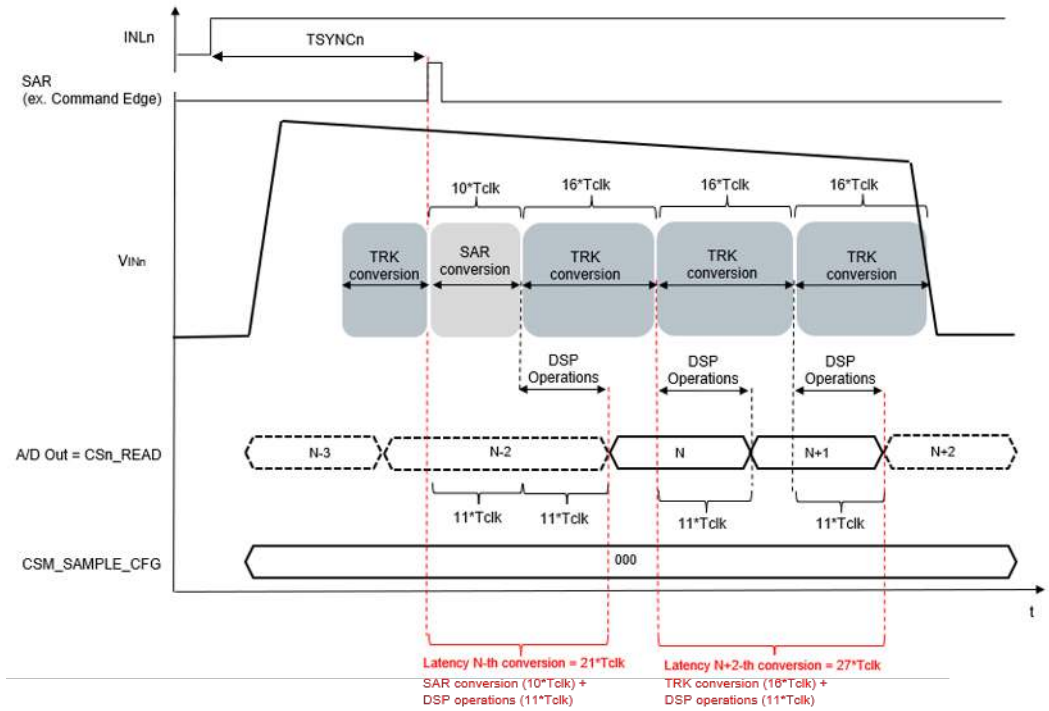 INLn
TSYNCn
SAR
(ex. Command Edge)
10*Tclk
16*Tclk
16*Tclk
16*Tclk
VINn
TRK
conversion
SAR
conversion
TRK
conversion
TRK
conversion
TRK
conversion
DSP
Operations
DSP
Operations
DSP
Operations
A/D Out = CSn_READ
N-3
N-2
N
N+1
N+2
11*Tclk
11*Tclk
11*Tclk
11*Tclk
CSM_SAMPLE_CFG
000
t
Latency N-th conversion = 21*Tclk
SAR conversion (10*Tclk) +
DSP operations (11*Tclk)
Latency N+2-th conversion = 27*Tclk
TRK conversion (16*Tclk) +
DSP operations (11*Tclk)